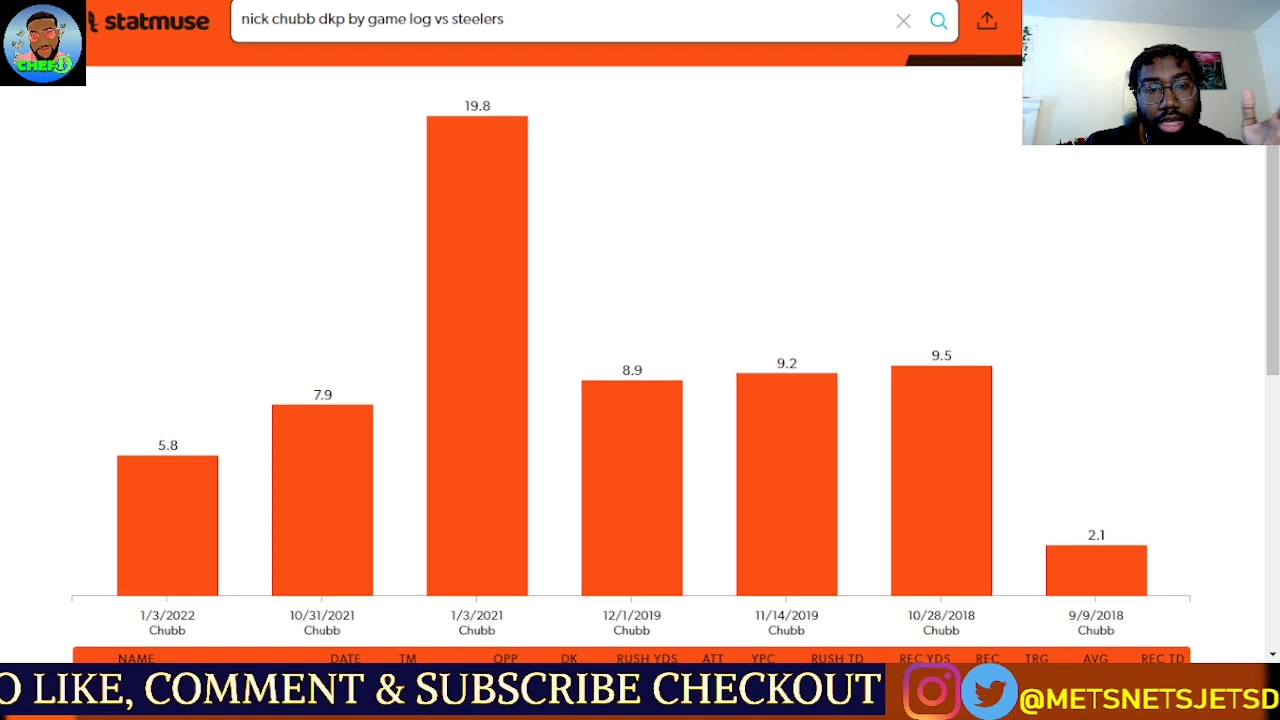 CHEF
statmuse
nick chubb dkp by game log vs steelers
19.8
9.5
9.2
8.9
7.9
5.8
2.1
1/3/2022 10/31/2021 1/3/2021 12/1/2019 11/14/2019 10/28/2018 9/9/2018
Chubb Chubb Chubb Chubb Chubb Chubb Chubb
NAME DATE TM OPP DK RUSH YDS ATT YPC RUSH TD REC YDS REC TRG AVG REC TD
O LIKE, COMMENT & SUBSCRIBE CHECKOUT @METSNETSJETSD